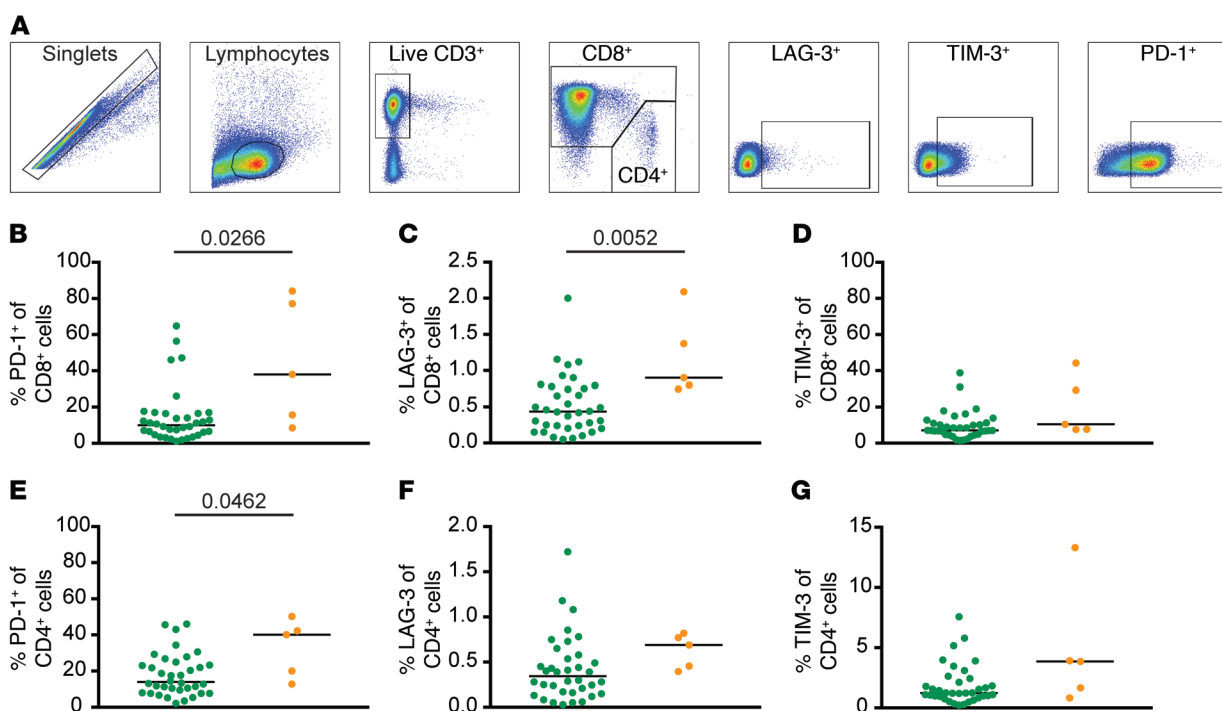 A
Singlets
Lymphocytes
Live CD3⁺
CD8⁺
CD4⁺
LAG-3⁺
TIM-3⁺
PD-1⁺
B
0.0266
100
80
60
40
20
0
% PD-1⁺ of
CD8⁺ cells
C
0.0052
2.5
2.0
1.5
1.0
0.5
0.0
% LAG-3⁺ of
CD8⁺ cells
D
100
80
60
40
20
0
% TIM-3⁺ of
CD8⁺ cells
E
0.0462
100
80
60
40
20
0
% PD-1⁺ of
CD4⁺ cells
F
2.0
1.5
1.0
0.5
0.0
% LAG-3 of
CD4⁺ cells
G
15
10
5
0
% TIM-3 of
CD4⁺ cells